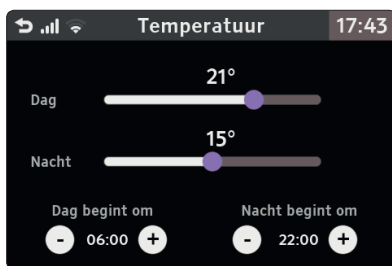 Temperatuur 17:43
21°
Dag
15°
Nacht
Dag begint om Nacht begint om
- 06:00 + - 22:00 +